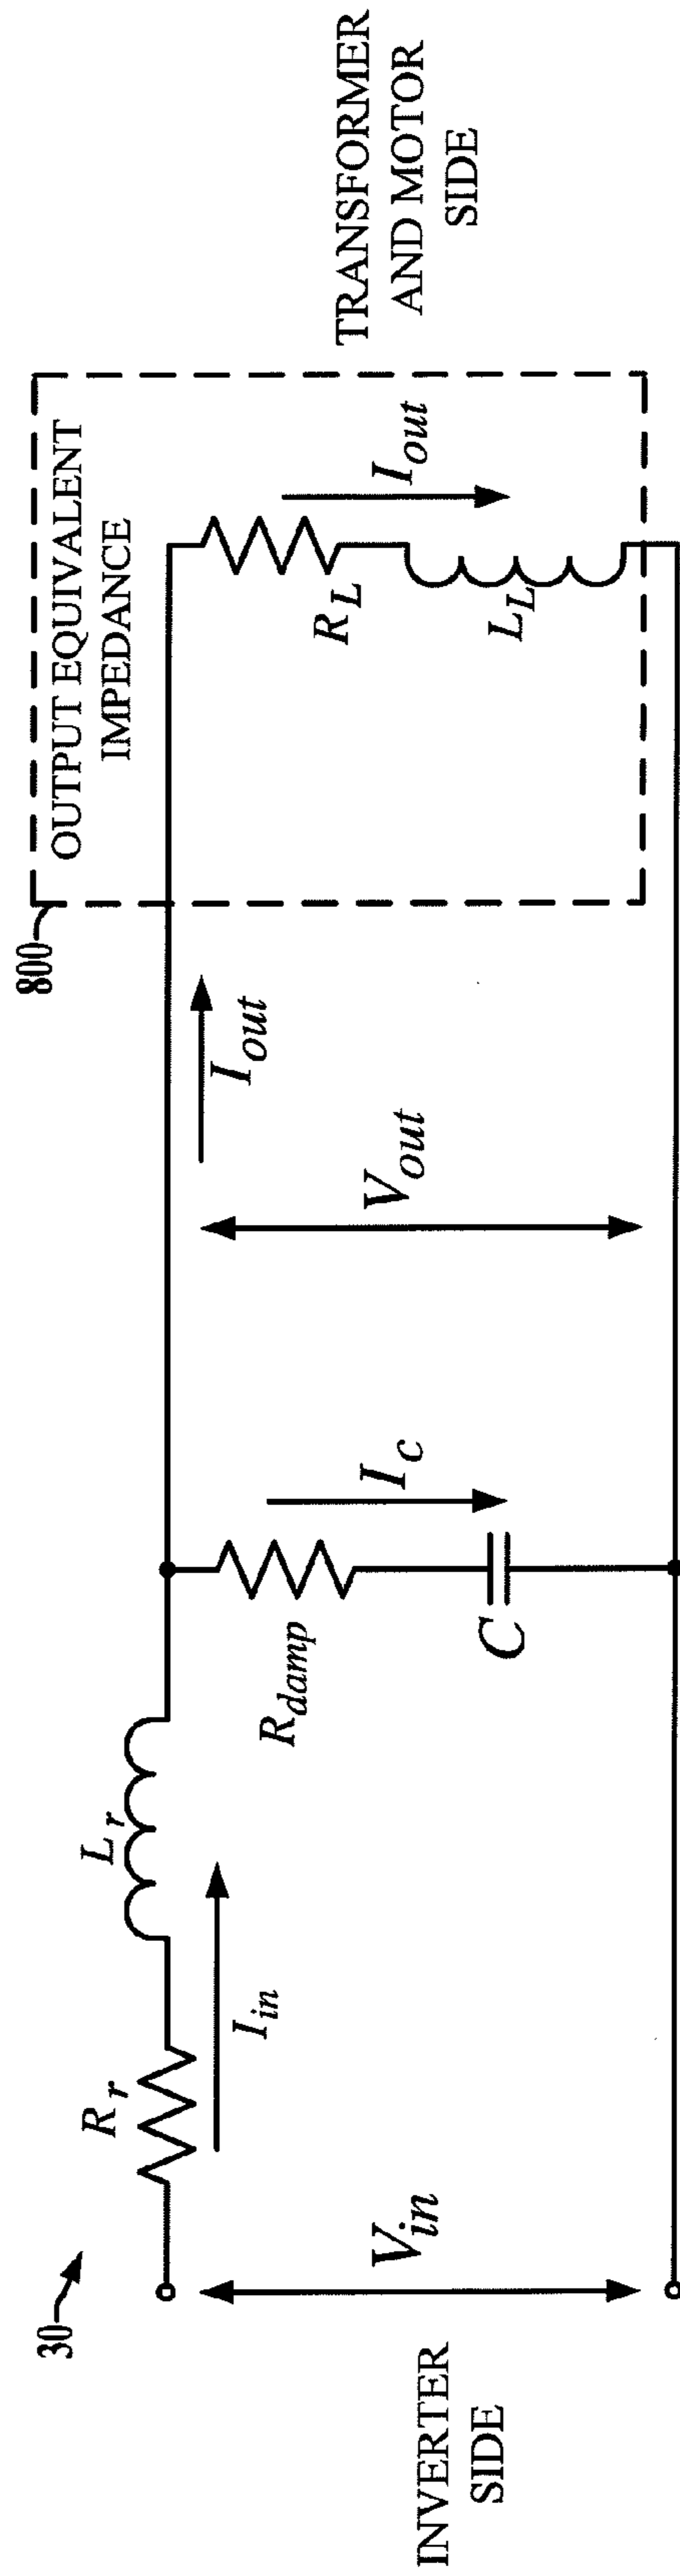 30
INVERTER
SIDE
V_in
R_r
I_in
L_r
R_damp
C
I_c
V_out
I_out
800
OUTPUT EQUIVALENT
IMPEDANCE
R_L
L_L
I_out
TRANSFORMER
AND MOTOR
SIDE